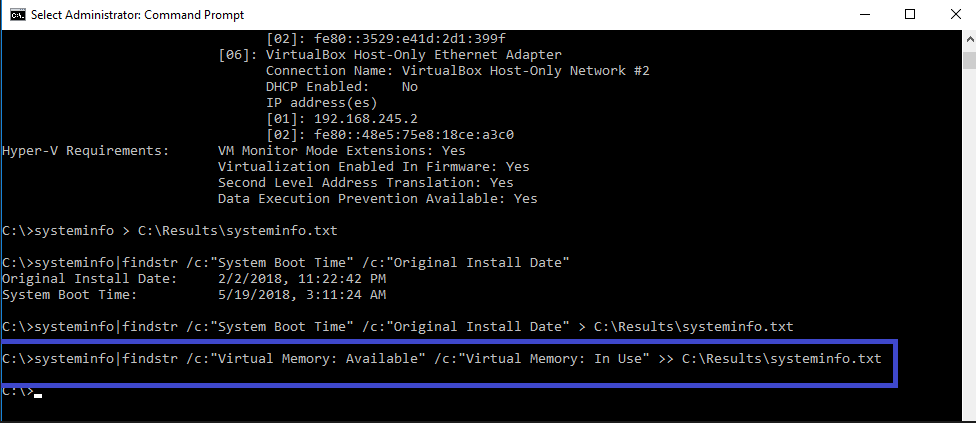 Select Administrator: Command Prompt
[02]: fe80::3529:e41d:2d1:399f
[06]: VirtualBox Host-Only Ethernet Adapter
Connection Name: VirtualBox Host-Only Network #2
DHCP Enabled:    No
IP address(es)
[01]: 192.168.245.2
[02]: fe80::48e5:75e8:18ce:a3c0
Hyper-V Requirements:      VM Monitor Mode Extensions: Yes
Virtualization Enabled In Firmware: Yes
Second Level Address Translation: Yes
Data Execution Prevention Available: Yes
C:\>systeminfo > C:\Results\systeminfo.txt
C:\>systeminfo|findstr /c:"System Boot Time" /c:"Original Install Date"
Original Install Date:     2/2/2018, 11:22:42 PM
System Boot Time:          5/19/2018, 3:11:24 AM
C:\>systeminfo|findstr /c:"System Boot Time" /c:"Original Install Date" > C:\Results\systeminfo.txt
C:\>systeminfo|findstr /c:"Virtual Memory: Available" /c:"Virtual Memory: In Use" >> C:\Results\systeminfo.txt
C:\>